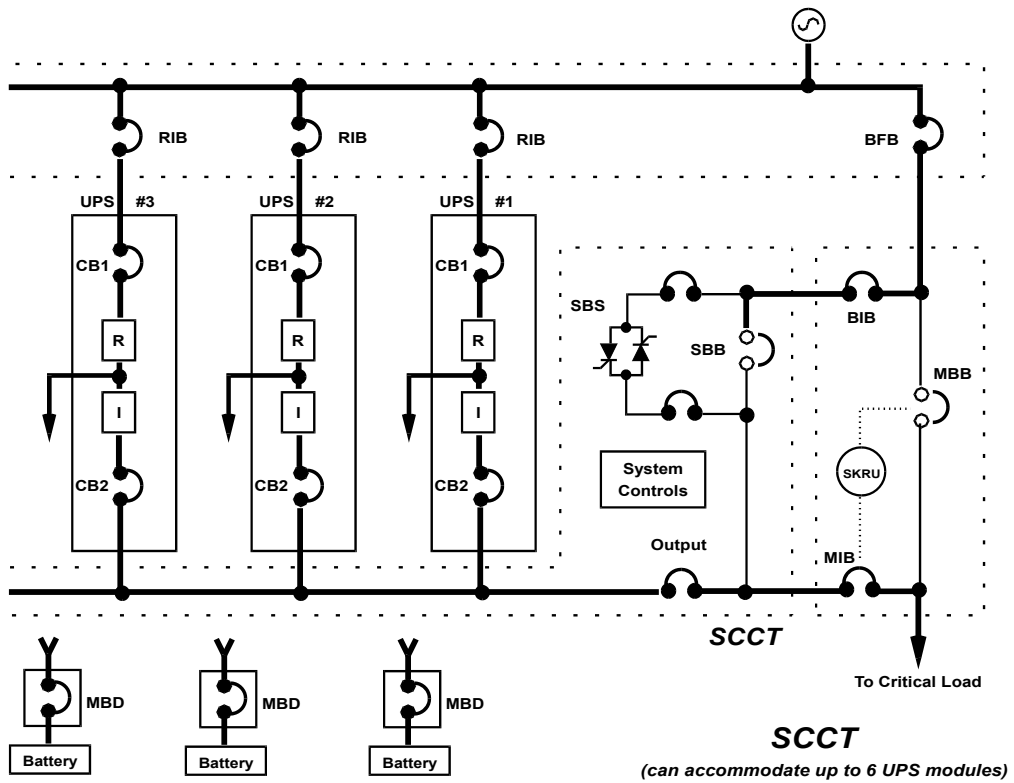 RIB
RIB
RIB
BFB
UPS #3
UPS #2
UPS #1
CB1
CB1
CB1
SBS
SBB
BIB
MBB
R
R
R
I
I
I
SKRU
System
Controls
CB2
CB2
CB2
Output
MIB
SCCT
To Critical Load
MBD
MBD
MBD
Battery
Battery
Battery
SCCT
(can accommodate up to 6 UPS modules)